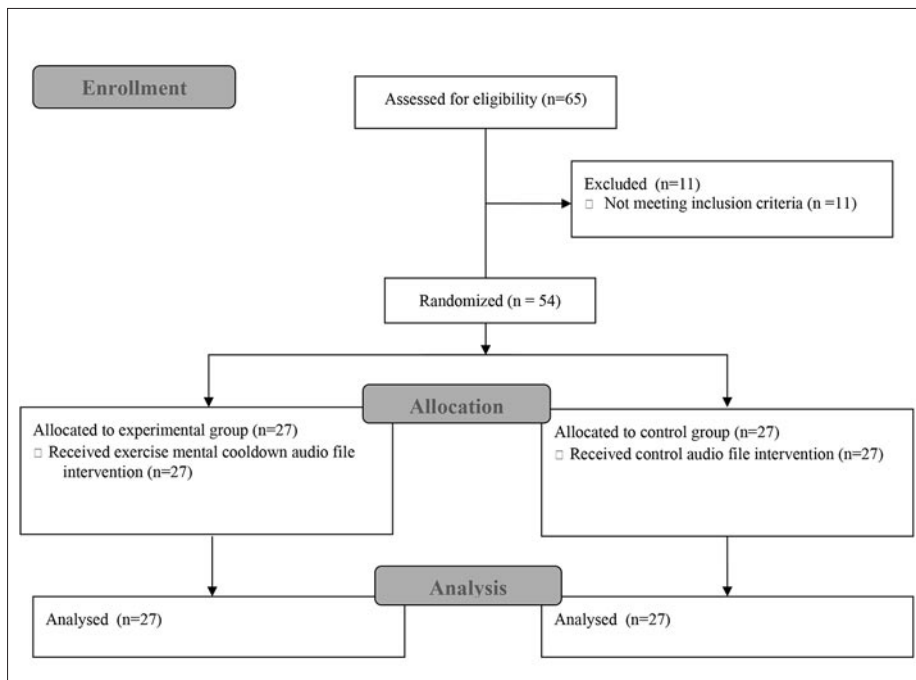 Enrollment
Assessed for eligibility (n=65)
Excluded (n=11)
▯ Not meeting inclusion criteria (n =11)
Randomized (n = 54)
Allocation
Allocated to experimental group (n=27)
▯ Received exercise mental cooldown audio file
intervention (n=27)
Allocated to control group (n=27)
▯ Received control audio file intervention (n=27)
Analysis
Analysed (n=27)
Analysed (n=27)